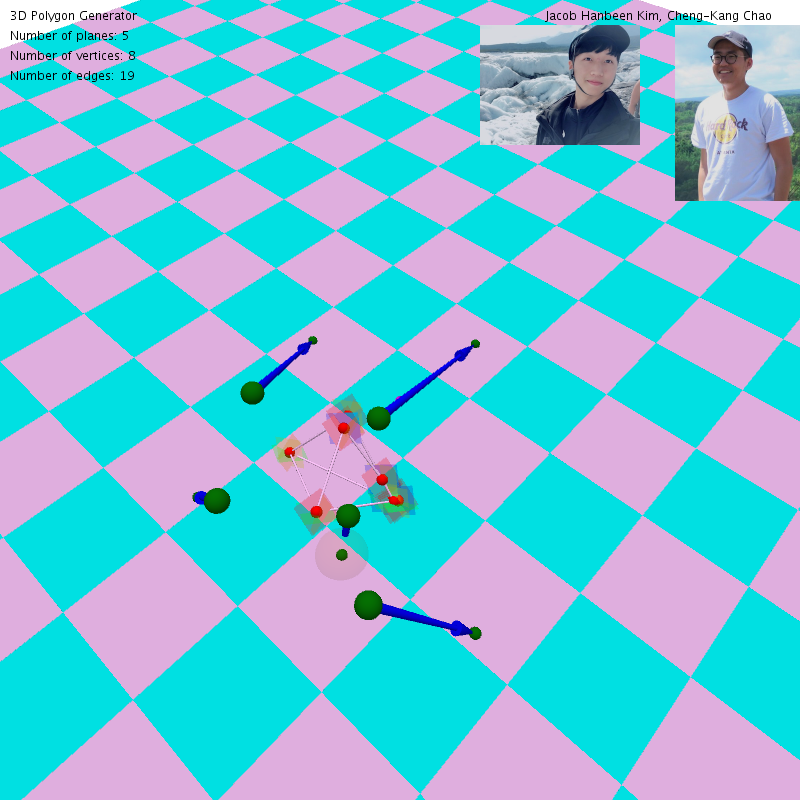 3D Polygon Generator
Jacob Hanbeen Kim, Cheng-Kang Chao
Number of planes: 5
Number of vertices: 8
Number of edges: 19